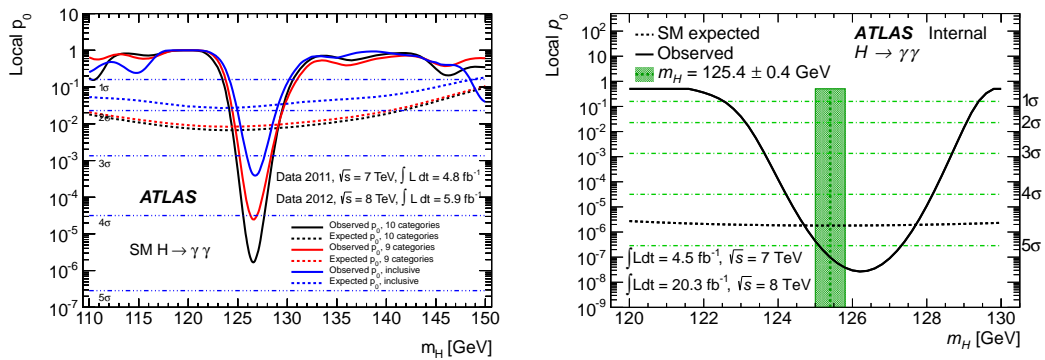 Local p0
10
1
10-1
10-2
10-3
10-4
10-5
10-6
10-7
1σ
2σ
3σ
4σ
5σ
Data 2011, √s = 7 TeV, ∫ L dt = 4.8 fb-1
Data 2012, √s = 8 TeV, ∫ L dt = 5.9 fb-1
ATLAS
SM H → γ γ
Observed p0, 10 categories
Expected p0, 10 categories
Observed p0, 9 categories
Expected p0, 9 categories
Observed p0, inclusive
Expected p0, inclusive
110 115 120 125 130 135 140 145 150
mH [GeV]
Local p0
SM expected
Observed
mH = 125.4 ± 0.4 GeV
ATLAS Internal
H → γγ
10²
10
10-1
10-2
10-3
10-4
10-5
10-6
10-7
10-8
10-9
1σ
2σ
3σ
4σ
5σ
∫Ldt = 4.5 fb-1, √s = 7 TeV
∫Ldt = 20.3 fb-1, √s = 8 TeV
120 122 124 126 128 130
mH [GeV]